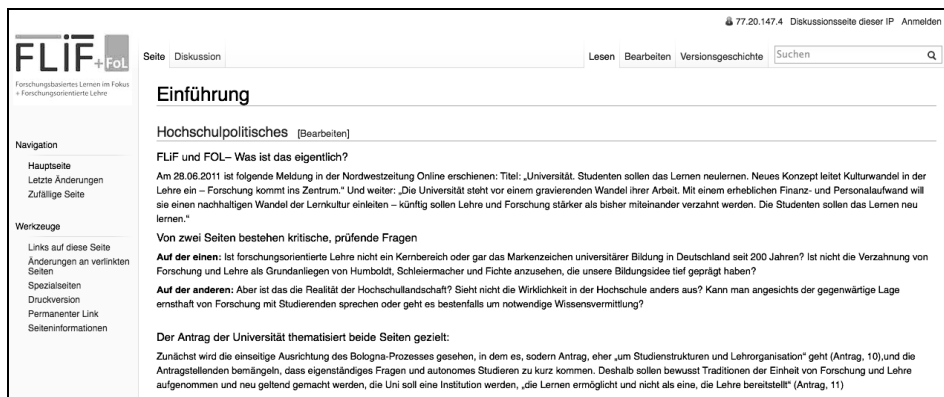 77.20.147.4 Diskussionsseite dieser IP Anmelden
FLiF+FoL
Forschungsbasiertes Lernen im Fokus
+ Forschungsorientierte Lehre
Seite Diskussion
Lesen Bearbeiten Versionsgeschichte Suchen
Einführung
Hochschulpolitisches [Bearbeiten]
FLiF und FOL– Was ist das eigentlich?
Am 28.06.2011 ist folgende Meldung in der Nordwestzeitung Online erschienen: Titel: „Universität. Studenten sollen das Lernen neulernen. Neues Konzept leitet Kulturwandel in der
Lehre ein – Forschung kommt ins Zentrum.“ Und weiter: „Die Universität steht vor einem gravierenden Wandel ihrer Arbeit. Mit einem erheblichen Finanz- und Personalaufwand will
sie einen nachhaltigen Wandel der Lernkultur einleiten – künftig sollen Lehre und Forschung stärker als bisher miteinander verzahnt werden. Die Studenten sollen das Lernen neu
lernen.“
Von zwei Seiten bestehen kritische, prüfende Fragen
Auf der einen: Ist forschungsorientierte Lehre nicht ein Kernbereich oder gar das Markenzeichen universitärer Bildung in Deutschland seit 200 Jahren? Ist nicht die Verzahnung von
Forschung und Lehre als Grundanliegen von Humboldt, Schleiermacher und Fichte anzusehen, die unsere Bildungsidee tief geprägt haben?
Auf der anderen: Aber ist das die Realität der Hochschullandschaft? Sieht nicht die Wirklichkeit in der Hochschule anders aus? Kann man angesichts der gegenwärtige Lage
ernsthaft von Forschung mit Studierenden sprechen oder geht es bestenfalls um notwendige Wissensvermittlung?
Der Antrag der Universität thematisiert beide Seiten gezielt:
Zunächst wird die einseitige Ausrichtung des Bologna-Prozesses gesehen, in dem es, sodern Antrag, eher „um Studienstrukturen und Lehrorganisation“ geht (Antrag, 10),und die
Antragstellenden bemängeln, dass eigenständiges Fragen und autonomes Studieren zu kurz kommen. Deshalb sollen bewusst Traditionen der Einheit von Forschung und Lehre
aufgenommen und neu geltend gemacht werden, die Uni soll eine Institution werden, „die Lernen ermöglicht und nicht als eine, die Lehre bereitstellt“ (Antrag, 11)
Navigation
Hauptseite
Letzte Änderungen
Zufällige Seite
Werkzeuge
Links auf diese Seite
Änderungen an verlinkten
Seiten
Spezialseiten
Druckversion
Permanenter Link
Seiteninformationen